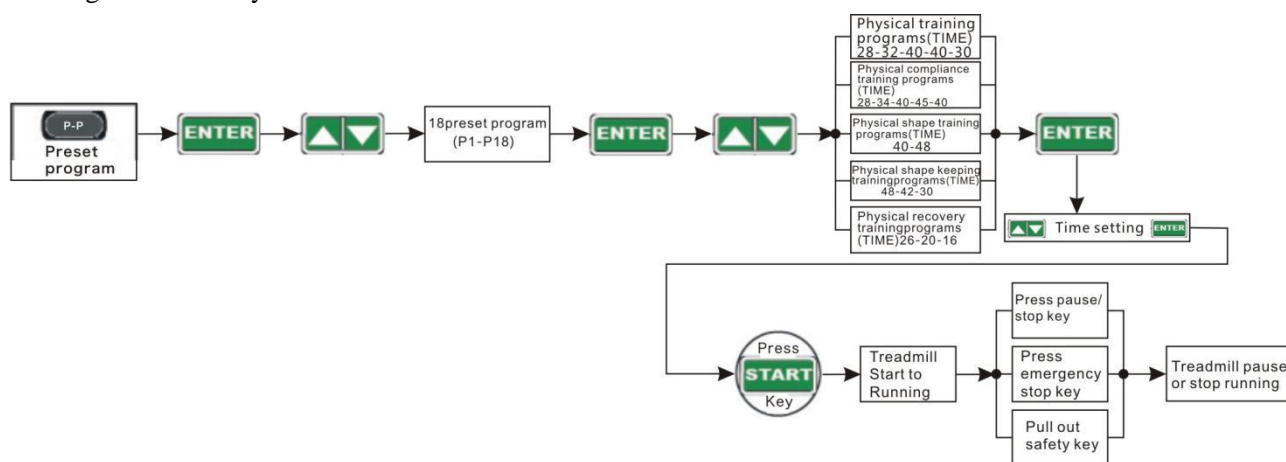 P-P
Preset
program
ENTER
18preset program
(P1-P18)
ENTER
Physical training
programs(TIME)
28-32-40-40-30
Physical compliance
training programs
(TIME)
28-34-40-45-40
Physical shape training
programs(TIME)
40-48
Physical shape keeping
trainingprograms(TIME)
48-42-30
Physical recovery
trainingprograms
(TIME)26-20-16
ENTER
Time setting ENTER
Press
START
Key
Treadmill
Start to
Running
Press pause/
stop key
Press
emergency
stop key
Pull out
safety key
Treadmill pause
or stop running